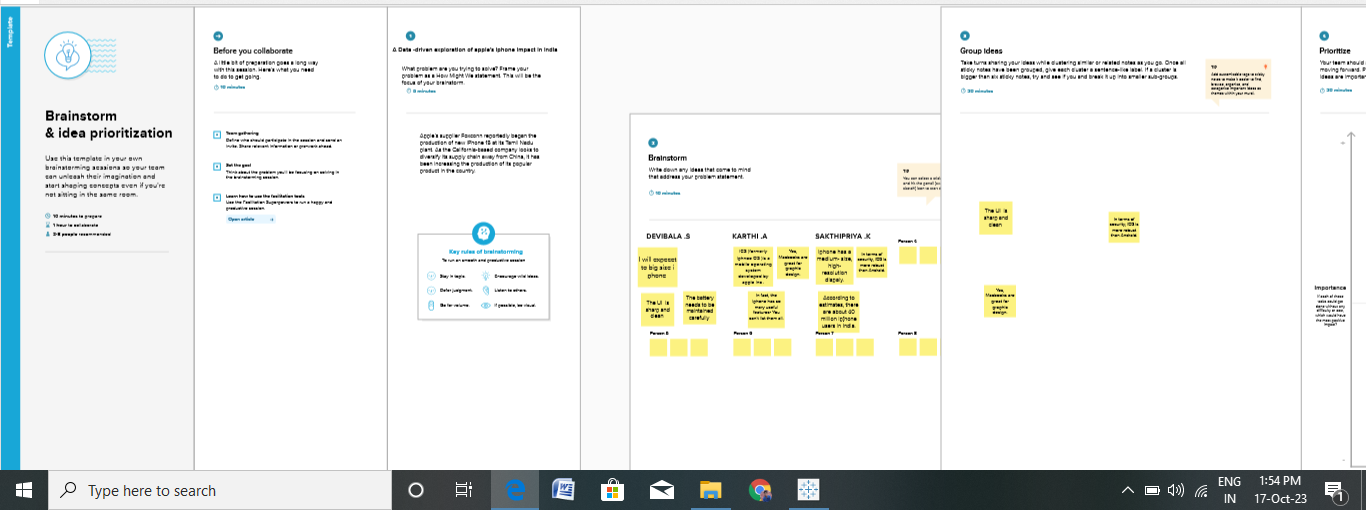 Template
Brainstorm
& idea prioritization
Use this template in your own
brainstorming sessions so your team
can unleash their imagination and
start shaping concepts even if you're
not sitting in the same room.
10 minutes to prepare
1 hour to collaborate
2-8 people recommended
Before you collaborate
A little bit of preparation goes a long way
with this session. Here's what you need
to do to get going.
10 minutes
Team gathering
Define who should participate in the session and send an
invite. Share relevant information or pre-work ahead.
Set the goal
Think about the problem you'll be focusing on solving in
the brainstorming session.
Learn how to use the facilitation tools
Use the Facilitation Superpowers to run a happy and
productive session.
Open article
1
A Data -driven exploration of apple's iphone impact in india
What problem are you trying to solve? Frame your
problem as a How Might We statement. This will be the
focus of your brainstorm.
5 minutes
Apple's supplier Foxconn reportedly began the
production of new iPhone 15 at its Tamil Nadu
plant. As the California-based company looks to
diversify its supply chain away from China, it has
been increasing the production of its popular
product in the country.
Key rules of brainstorming
To run an smooth and productive session
Stay in topic.
Encourage wild ideas.
Defer judgment.
Listen to others.
Go for volume.
If possible, be visual.
2
Brainstorm
Write down any ideas that come to mind
that address your problem statement.
10 minutes
TIP
DEVIBALA .S
KARTHI .A
SAKTHIPRIYA .K
Person 4
I will expeect
to big size i
phone
The UI is
sharp and
clean
The battery
needs to be
maintained
carefully
iOS (formerly
iphnoe OS ) is a
mobile operating
system
developed by
apple inc.
Yes,
Macbooks are
great for
graphic
design.
In fact, the
iphone has so
many useful
features! You
can't list them all.
Iphone has a
medium- size,
high-
resolution
dispaly.
In terms of
security, IOS is
more robust
than Android.
According to
estimates, there
are about 60
million iphone
users in india.
Person 5
Person 6
Person 7
Person 8
3
Group ideas
Take turns sharing your ideas while clustering similar or related notes as you go. Once all
sticky notes have been grouped, give each cluster a sentence-like label. If a cluster is
bigger than six sticky notes, try and see if you and break it up into smaller sub-groups.
20 minutes
TIP
Add customizable tags to sticky
notes to make it easier to find,
browse, organize, and
categorize important ideas as
themes within your mural.
The UI is
sharp and
clean
In terms of
security, IOS is
more robust
than Android.
Yes,
Macbooks are
great for
graphic
design.
4
Prioritize
Your team should
moving forward. P
ideas are importan
20 minutes
Importance
If each of these
tasks could get
done without any
difficulty or cost,
which would have
the most positive
impact?
Type here to search
ENG
IN
1:54 PM
17-Oct-23
1